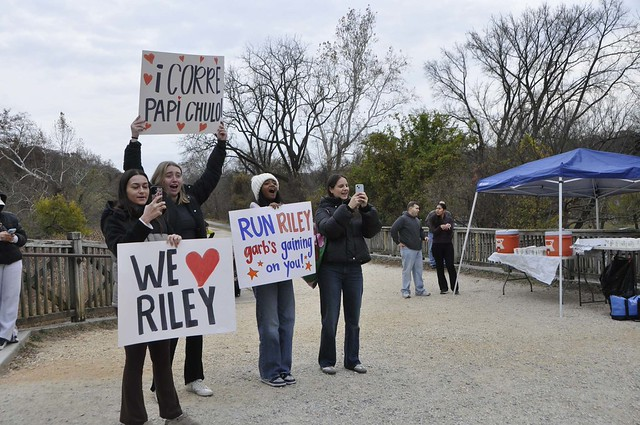 ¡CORRE
PAPI CHULO!
WE ♥
RILEY
RUN RILEY
garb's gaining
on you!